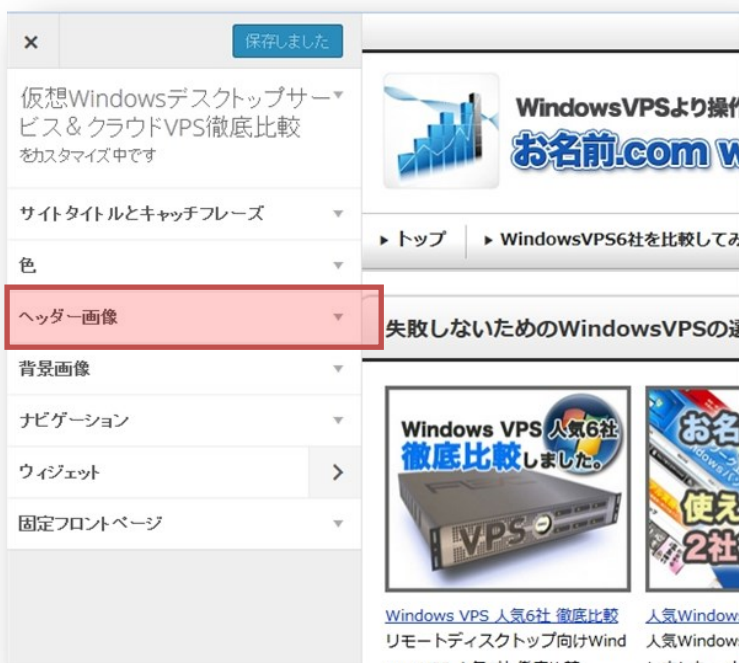 ×
保存しました
仮想Windowsデスクトップサー
ビス＆クラウドVPS徹底比較
をカスタマイズ中です
サイトタイトルとキャッチフレーズ
色
ヘッダー画像
背景画像
ナビゲーション
ウィジェット
固定フロントページ
WindowsVPSより操作
お名前.com
トップ
WindowsVPS6社を比較してみ
失敗しないためのWindowsVPSの選
Windows VPS 人気6社
徹底比較しました。
VPS
お名
使え
2社
Windows VPS 人気6社 徹底比較
リモートディスクトップ向けWind
人気Windows
人気Windows